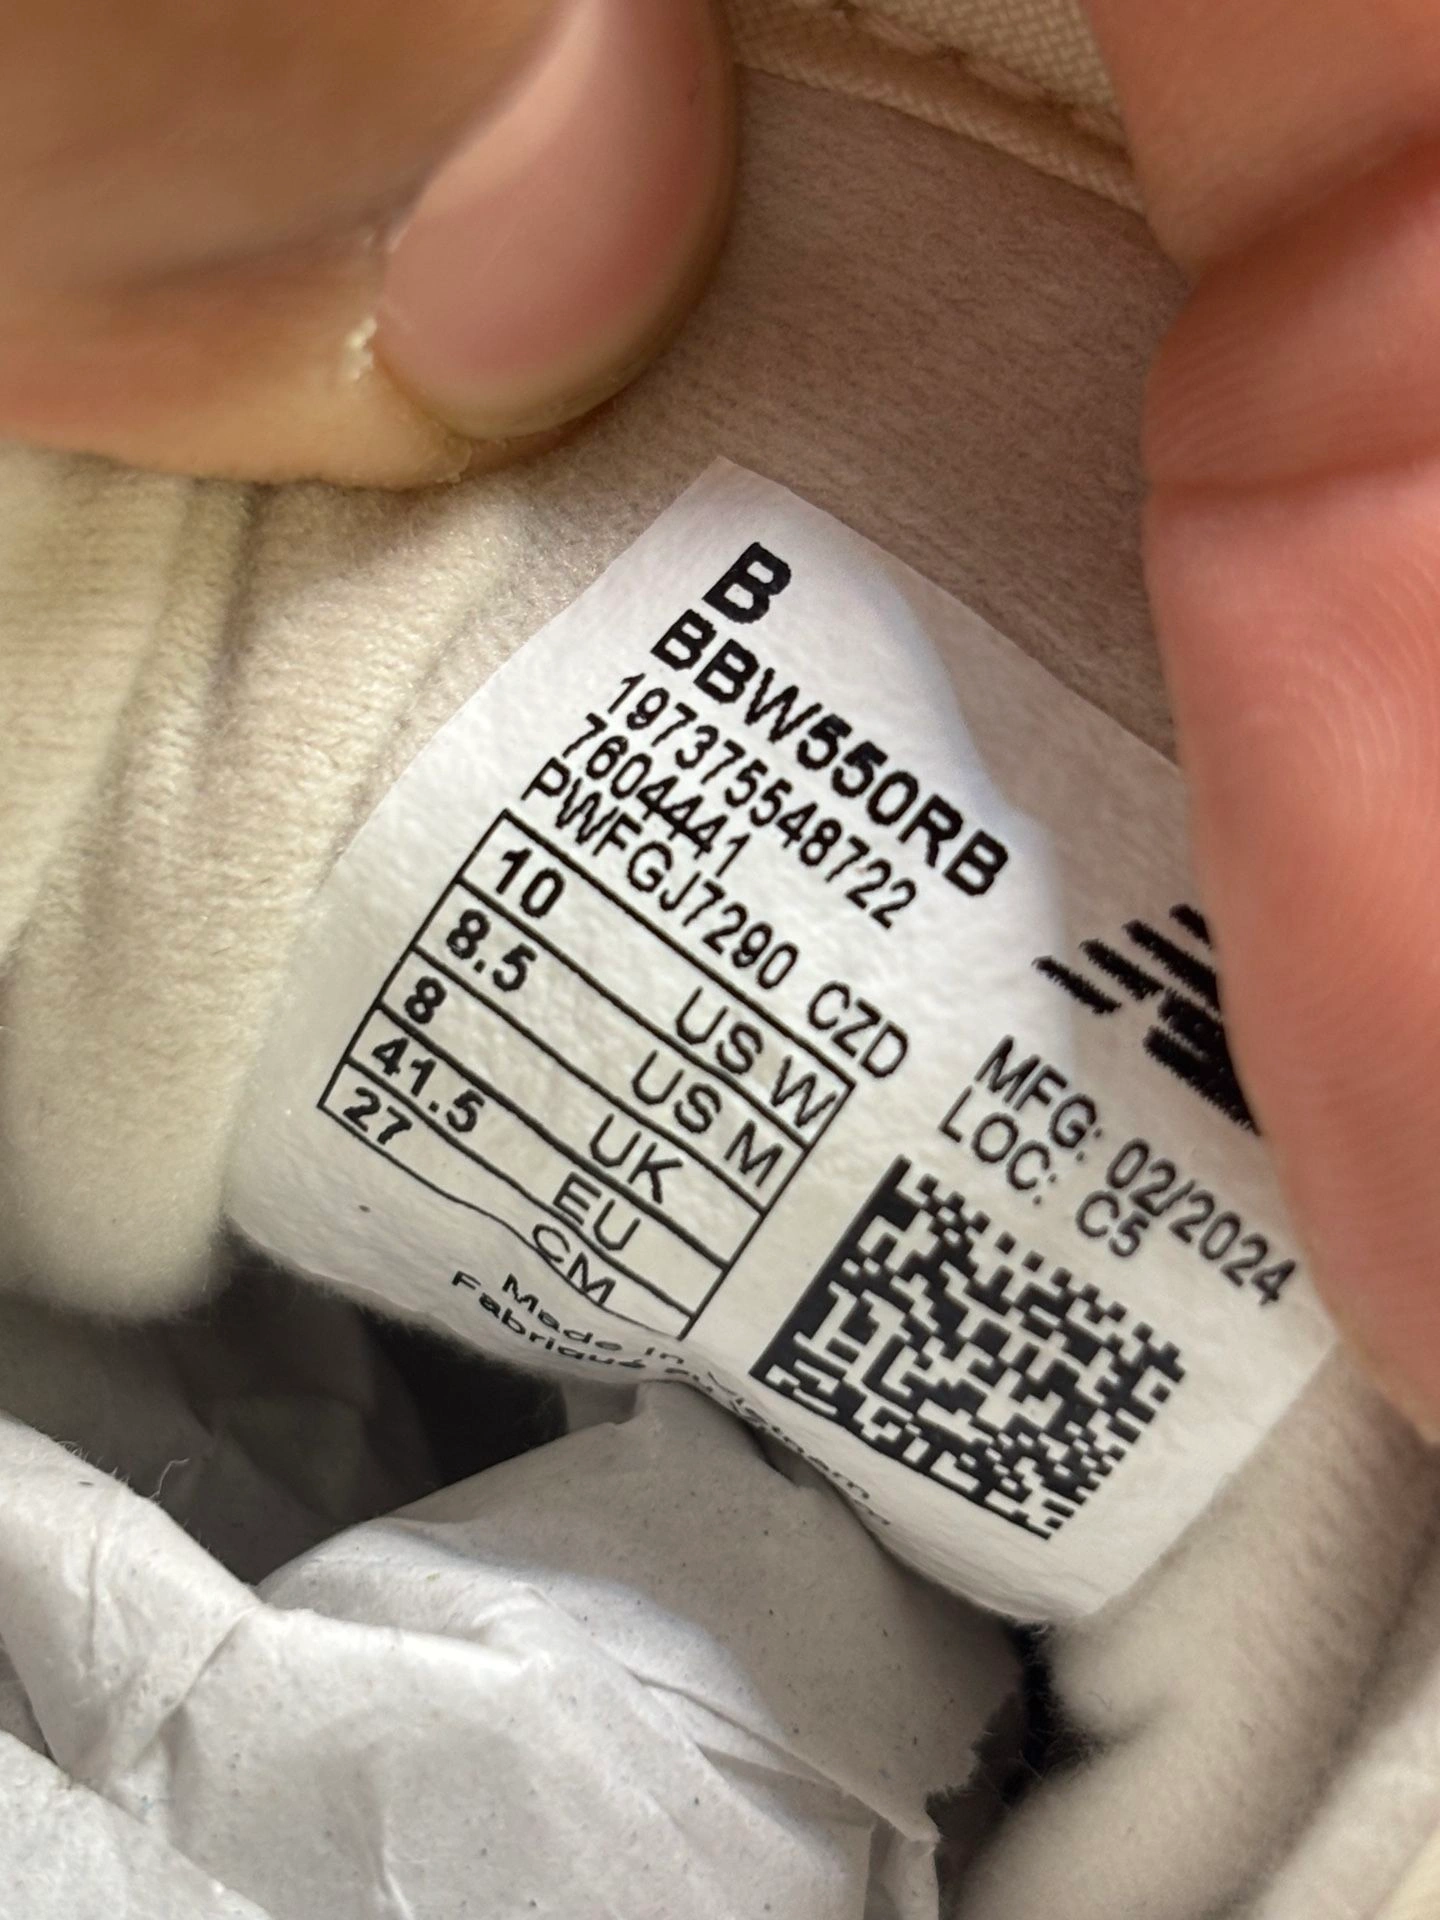 B
BBW550RB
197375548722
7604441
PWFGJ7290 CZD
10 US W
8.5 US M
8 UK
41.5 EU
27 CM
Made in
Fabriqué
MFG: 02/2024
LOC: C5